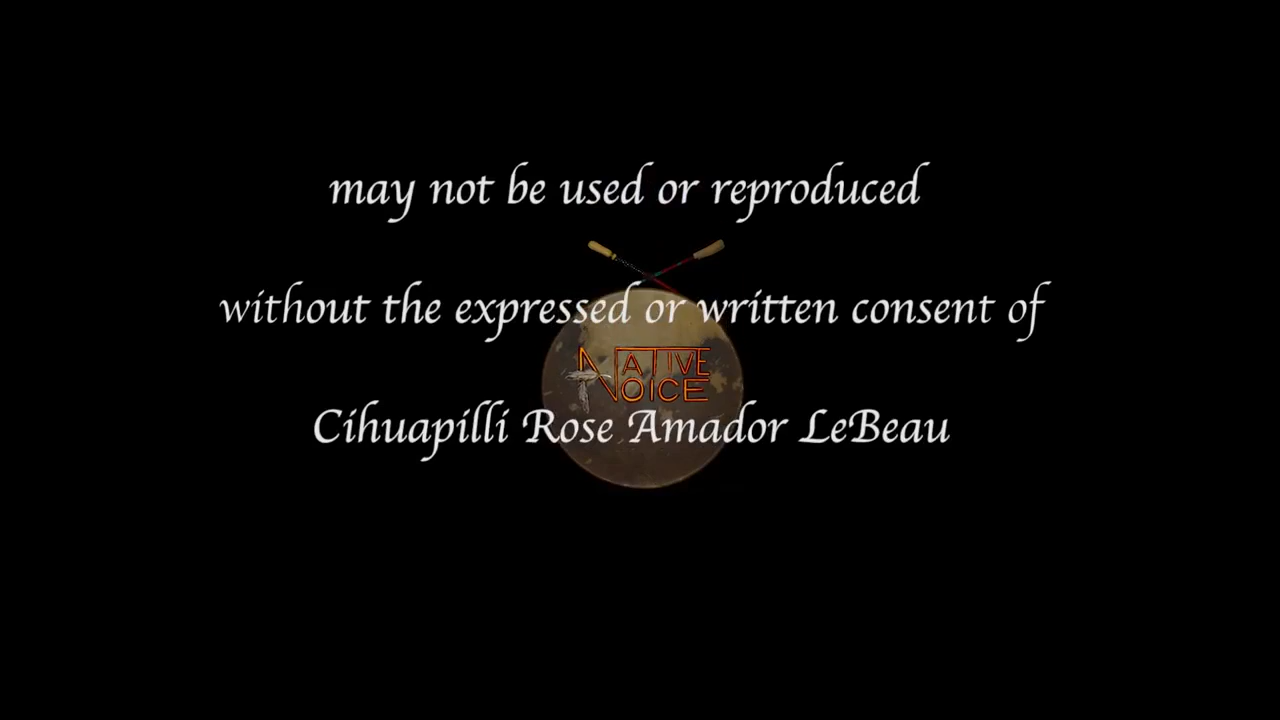 may not be used or reproduced
without the expressed or written consent of
NATIVE
VOICE
Cihuapilli Rose Amador LeBeau